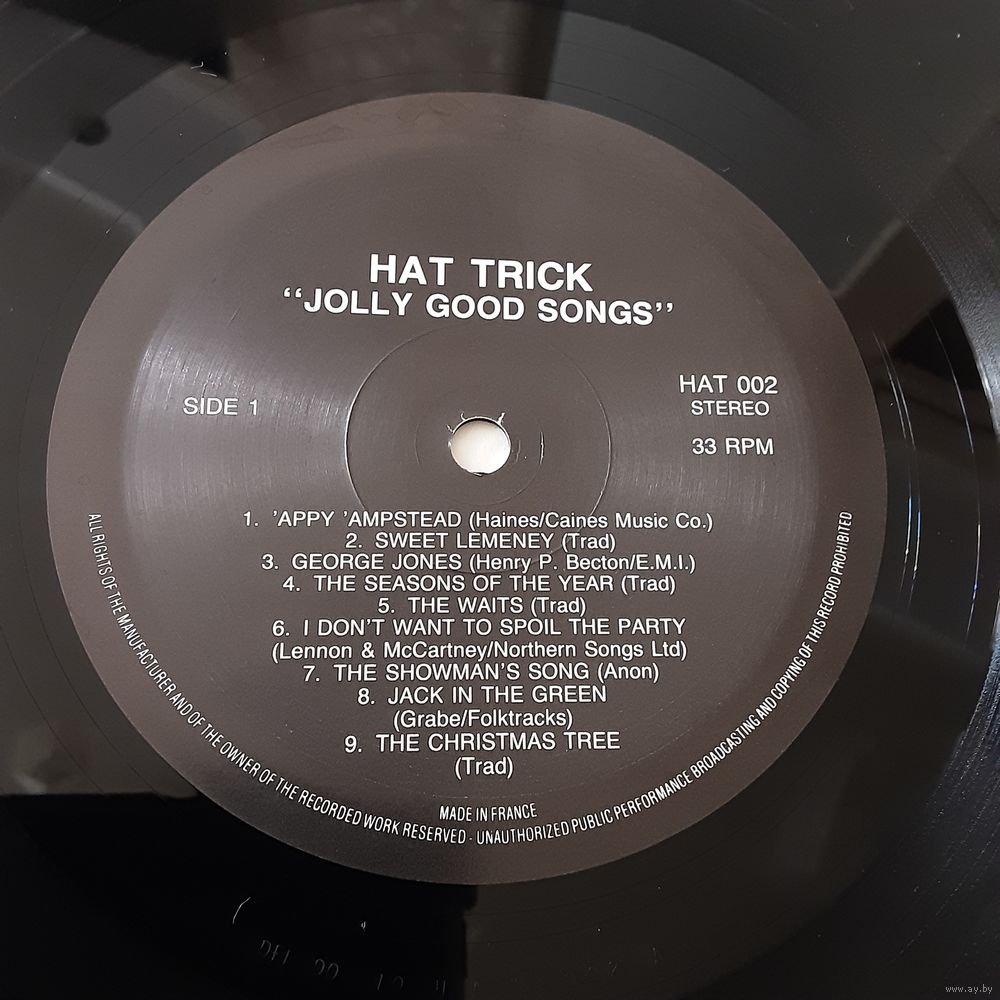 HAT TRICK
“JOLLY GOOD SONGS”
SIDE 1
HAT 002
STEREO
33 RPM
1. ’APPY ’AMPSTEAD (Haines/Caines Music Co.)
2. SWEET LEMENEY (Trad)
3. GEORGE JONES (Henry P. Becton/E.M.I.)
4. THE SEASONS OF THE YEAR (Trad)
5. THE WAITS (Trad)
6. I DON’T WANT TO SPOIL THE PARTY
(Lennon & McCartney/Northern Songs Ltd)
7. THE SHOWMAN’S SONG (Anon)
8. JACK IN THE GREEN
(Grabe/Folktracks)
9. THE CHRISTMAS TREE
(Trad)
MADE IN FRANCE
ALL RIGHTS OF THE MANUFACTURER AND OF THE OWNER OF THE RECORDED WORK RESERVED - UNAUTHORIZED PUBLIC PERFORMANCE BROADCASTING AND COPYING OF THIS RECORD PROHIBITED
www.ay.by